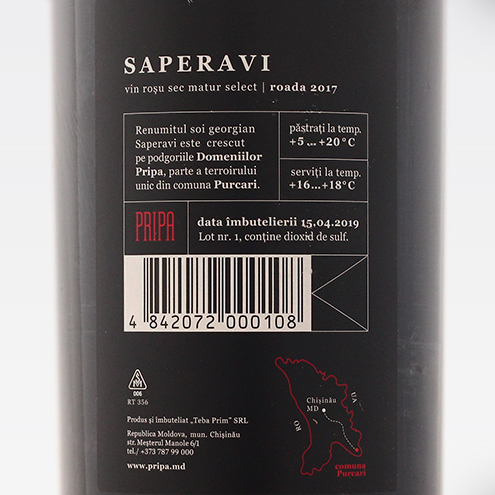 SAPERAVI
vin roșu sec matur select | roada 2017
Renumitul soi georgian
Saperavi este crescut
pe podgoriile Domeniilor
Pripa, parte a terroirului
unic din comuna Purcari.
păstrați la temp.
+5 ... +20°C
serviți la temp.
+16...+18°C
PRIPA
data îmbutelierii 15.04.2019
Lot nr. 1, conține dioxid de sulf.
4 842072 000108
006
RT 356
Produs și îmbuteliat „Teba Prim” SRL
Republica Moldova, mun. Chișinău
str. Meșterul Manole 6/1
tel./ +373 787 99 000
www.pripa.md
Chișinău
MD
UA
RO
comuna
Purcari